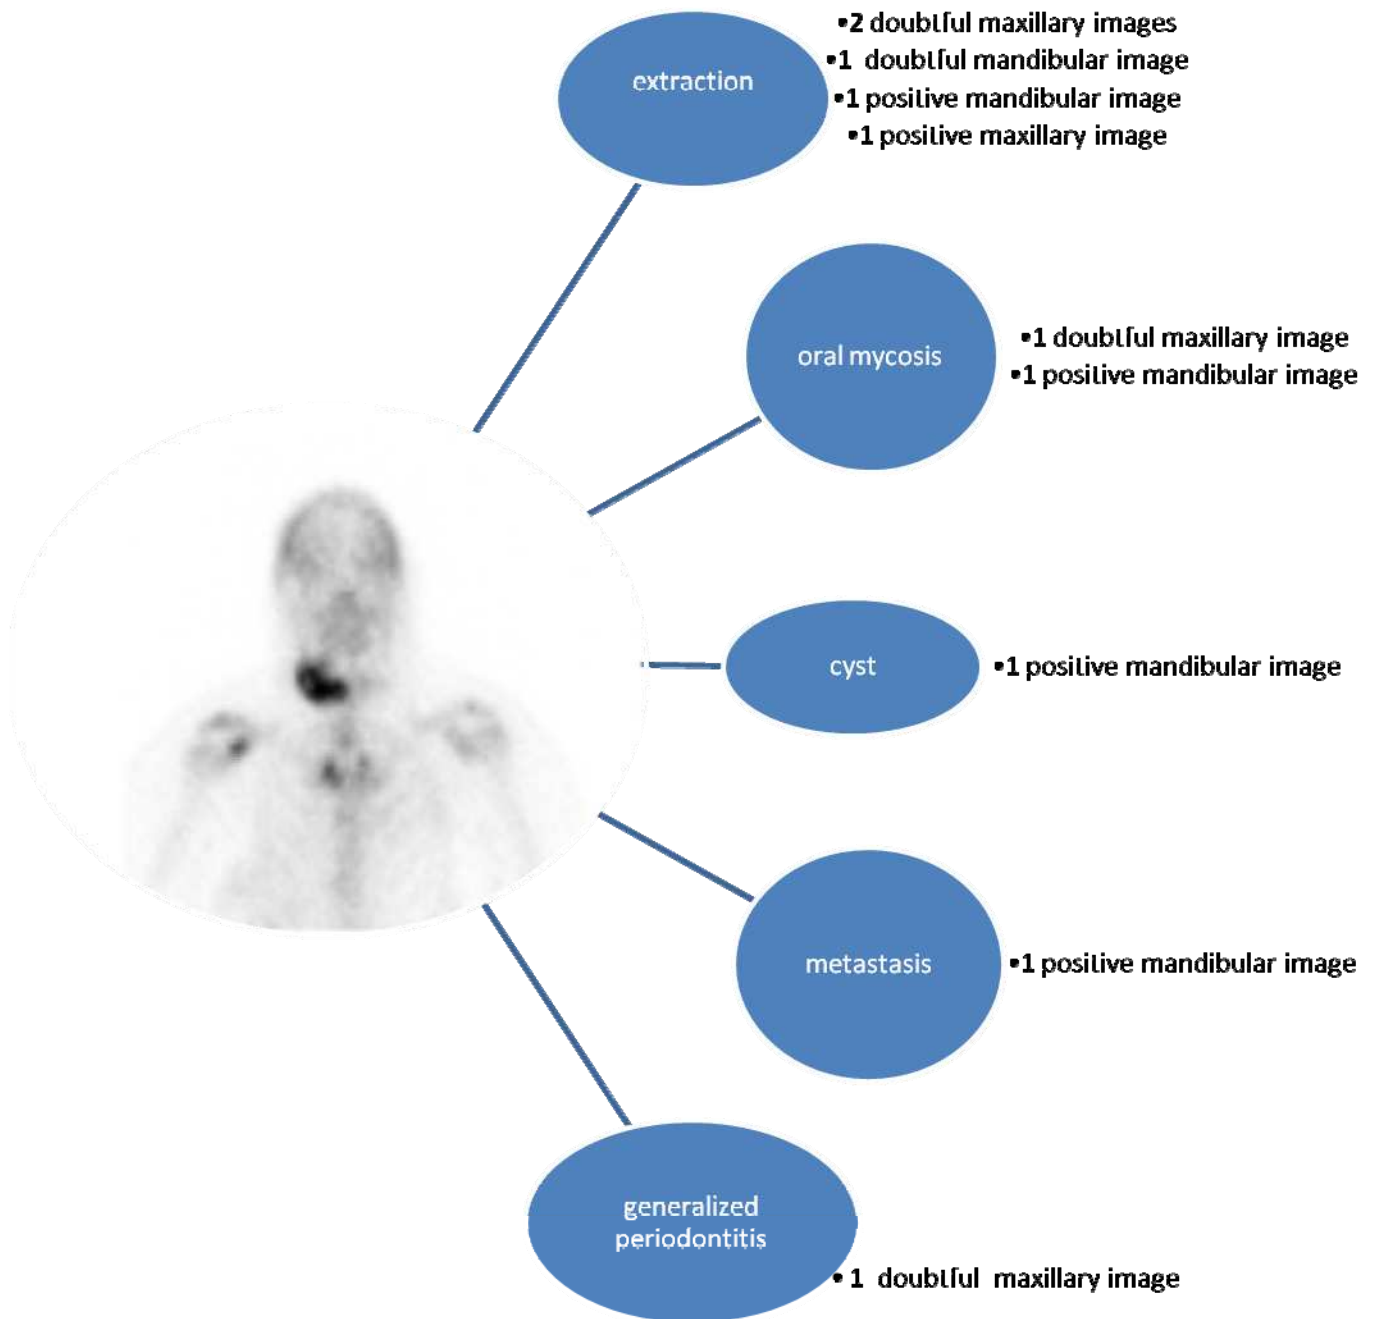 •2 doubtful maxillary images
•1 doubtful mandibular image
•1 positive mandibular image
•1 positive maxillary image
extraction
oral mycosis
•1 doubtful maxillary image
•1 positive mandibular image
cyst
•1 positive mandibular image
metastasis
•1 positive mandibular image
generalized
periodontitis
• 1 doubtful maxillary image